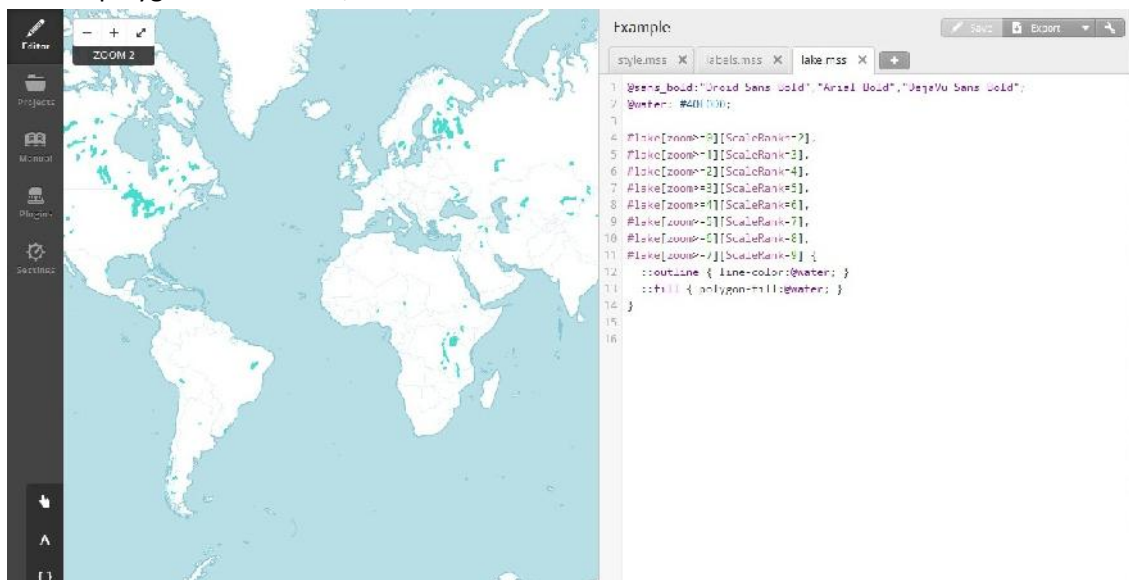 Editor
Projects
Manual
Plugins
Settings
ZOOM 2
Example
Save
Export
style.mss
labels.mss
lake.mss
1 @sans_bold:"Droid Sans Bold","Arial Bold","DejaVu Sans Bold";
2 @water: #40E0D0;
3
4 #lake[zoom>=0][ScaleRank=2],
5 #lake[zoom>=1][ScaleRank=3],
6 #lake[zoom>=2][ScaleRank=4],
7 #lake[zoom>=3][ScaleRank=5],
8 #lake[zoom>=4][ScaleRank=6],
9 #lake[zoom>=5][ScaleRank=7],
10 #lake[zoom>=6][ScaleRank=8],
11 #lake[zoom>=7][ScaleRank=9] {
12 ::outline { line-color:@water; }
13 ::fill { polygon-fill:@water; }
14 }
15
16